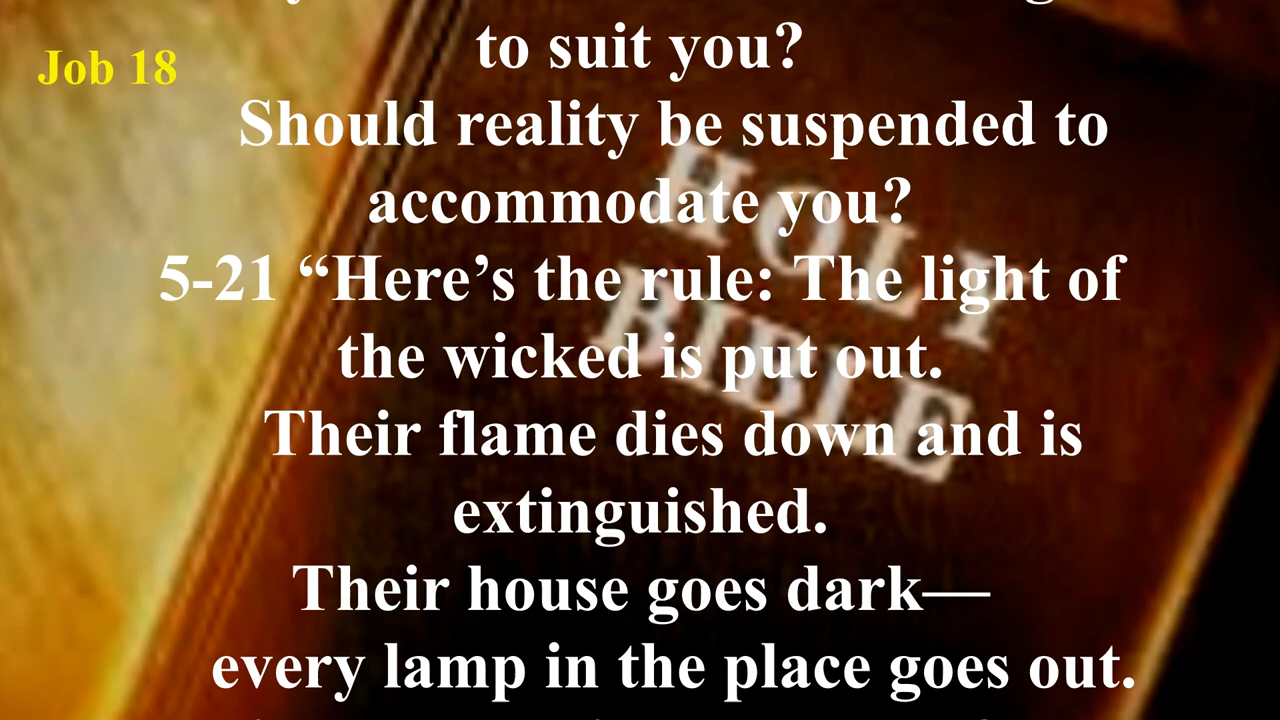 Job 18
to suit you?
Should reality be suspended to
accommodate you?
5-21 “Here’s the rule: The light of
the wicked is put out.
Their flame dies down and is
extinguished.
Their house goes dark—
every lamp in the place goes out.
HOLY
BIBLE